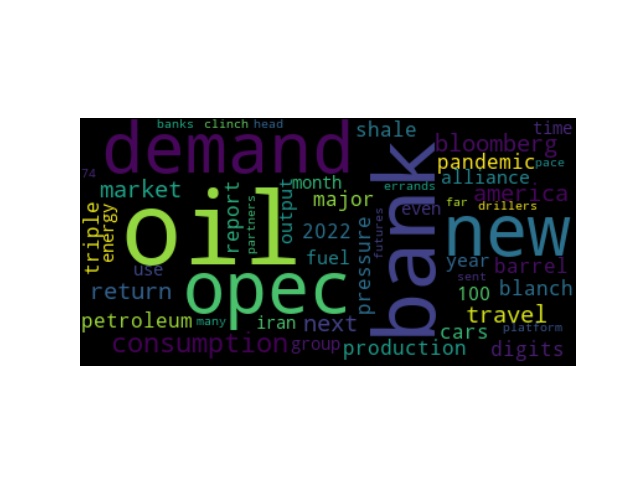 banks clinch head
demand shale time
bloomberg
pandemic pace
74 alliance
market month errands america
major
triple energy oil report partners output even far drillers
bank new
2022 pressure futures
fuel year barrel
use sent
return opec 100 blanch
travel
petroleum many iran next cars platform
consumption group production digits